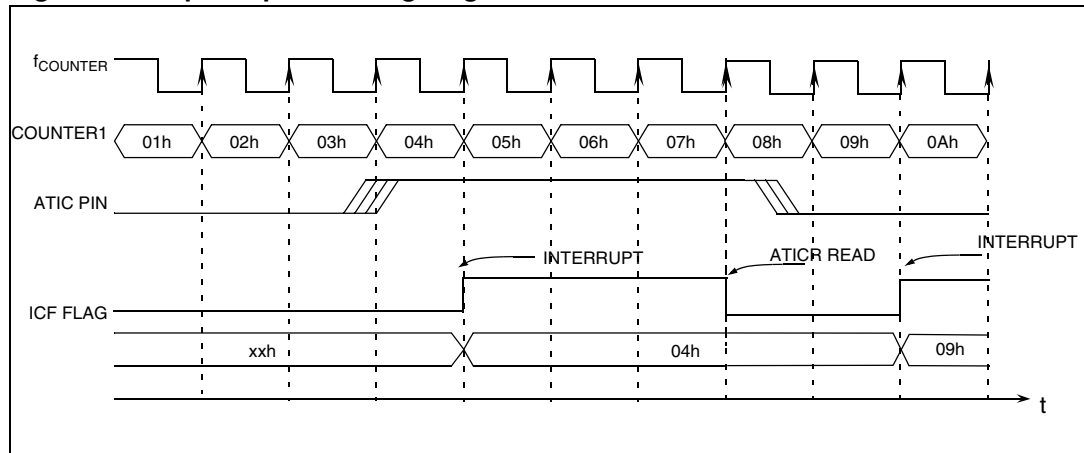 fCOUNTER
COUNTER1 01h 02h 03h 04h 05h 06h 07h 08h 09h 0Ah
ATIC PIN
INTERRUPT ATICR READ INTERRUPT
ICF FLAG
xxh 04h 09h
t